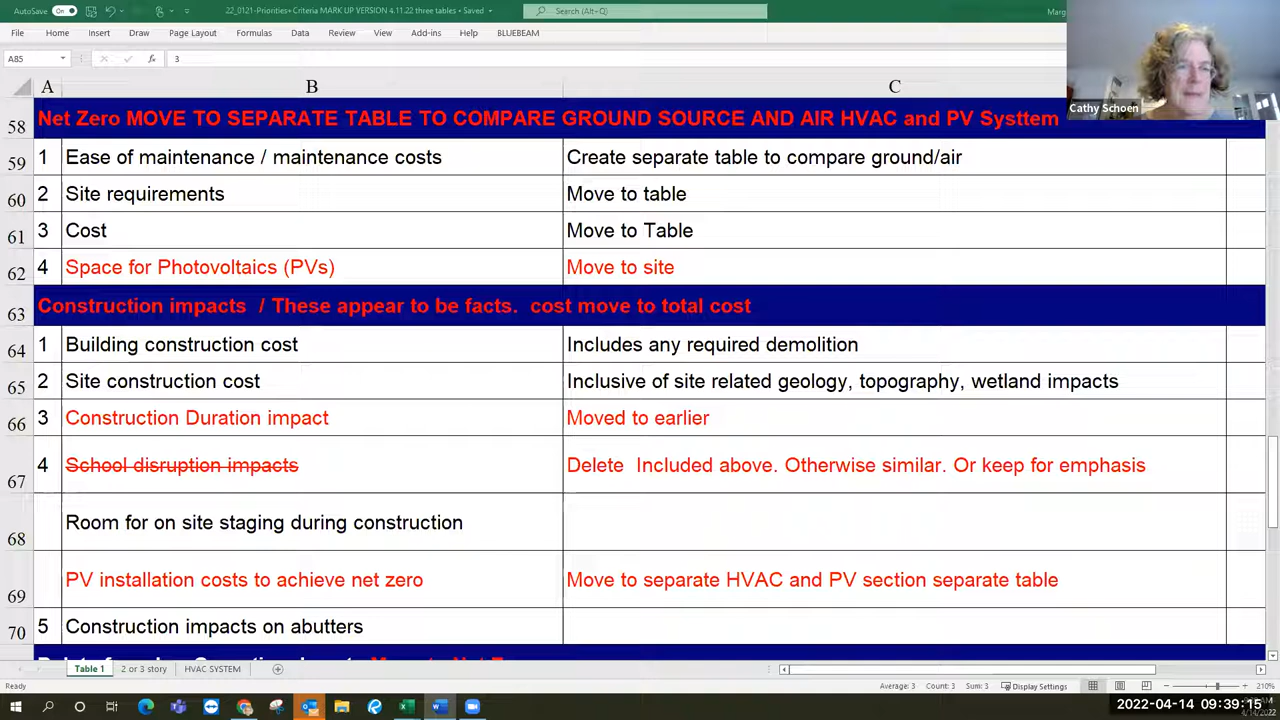 AutoSave On 22_0121-Priorities+Criteria MARK UP VERSION 4.11.22 three tables • Saved Search (Alt+Q)
File Home Insert Draw Page Layout Formulas Data Review View Add-ins Help BLUEBEAM
A85 fx 3
Cathy Schoen
A B C
58 Net Zero MOVE TO SEPARATE TABLE TO COMPARE GROUND SOURCE AND AIR HVAC and PV Systtem
59 1 Ease of maintenance / maintenance costs Create separate table to compare ground/air
60 2 Site requirements Move to table
61 3 Cost Move to Table
62 4 Space for Photovoltaics (PVs) Move to site
63 Construction impacts / These appear to be facts. cost move to total cost
64 1 Building construction cost Includes any required demolition
65 2 Site construction cost Inclusive of site related geology, topography, wetland impacts
66 3 Construction Duration impact Moved to earlier
67 4 School disruption impacts Delete Included above. Otherwise similar. Or keep for emphasis
68 Room for on site staging during construction
69 PV installation costs to achieve net zero Move to separate HVAC and PV section separate table
70 5 Construction impacts on abutters
Table 1 2 or 3 story HVAC SYSTEM
Ready Average: 3 Count: 3 Sum: 3 Display Settings 210%
2022-04-14 09:39:15